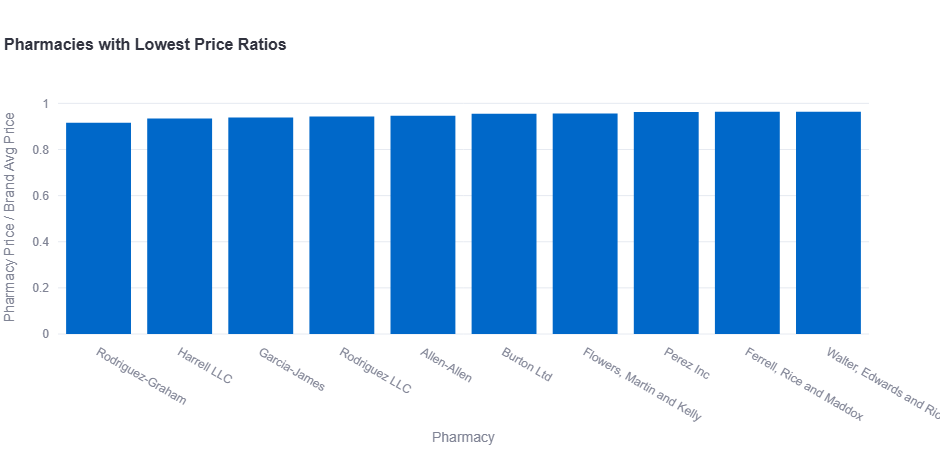 Pharmacies with Lowest Price Ratios
Pharmacy Price / Brand Avg Price
1
0.8
0.6
0.4
0.2
0
Rodriguez-Graham
Harrell LLC
Garcia-James
Rodriguez LLC
Allen-Allen
Burton Ltd
Flowers, Martin and Kelly
Perez Inc
Ferrell, Rice and Maddox
Walter, Edwards and
Pharmacy